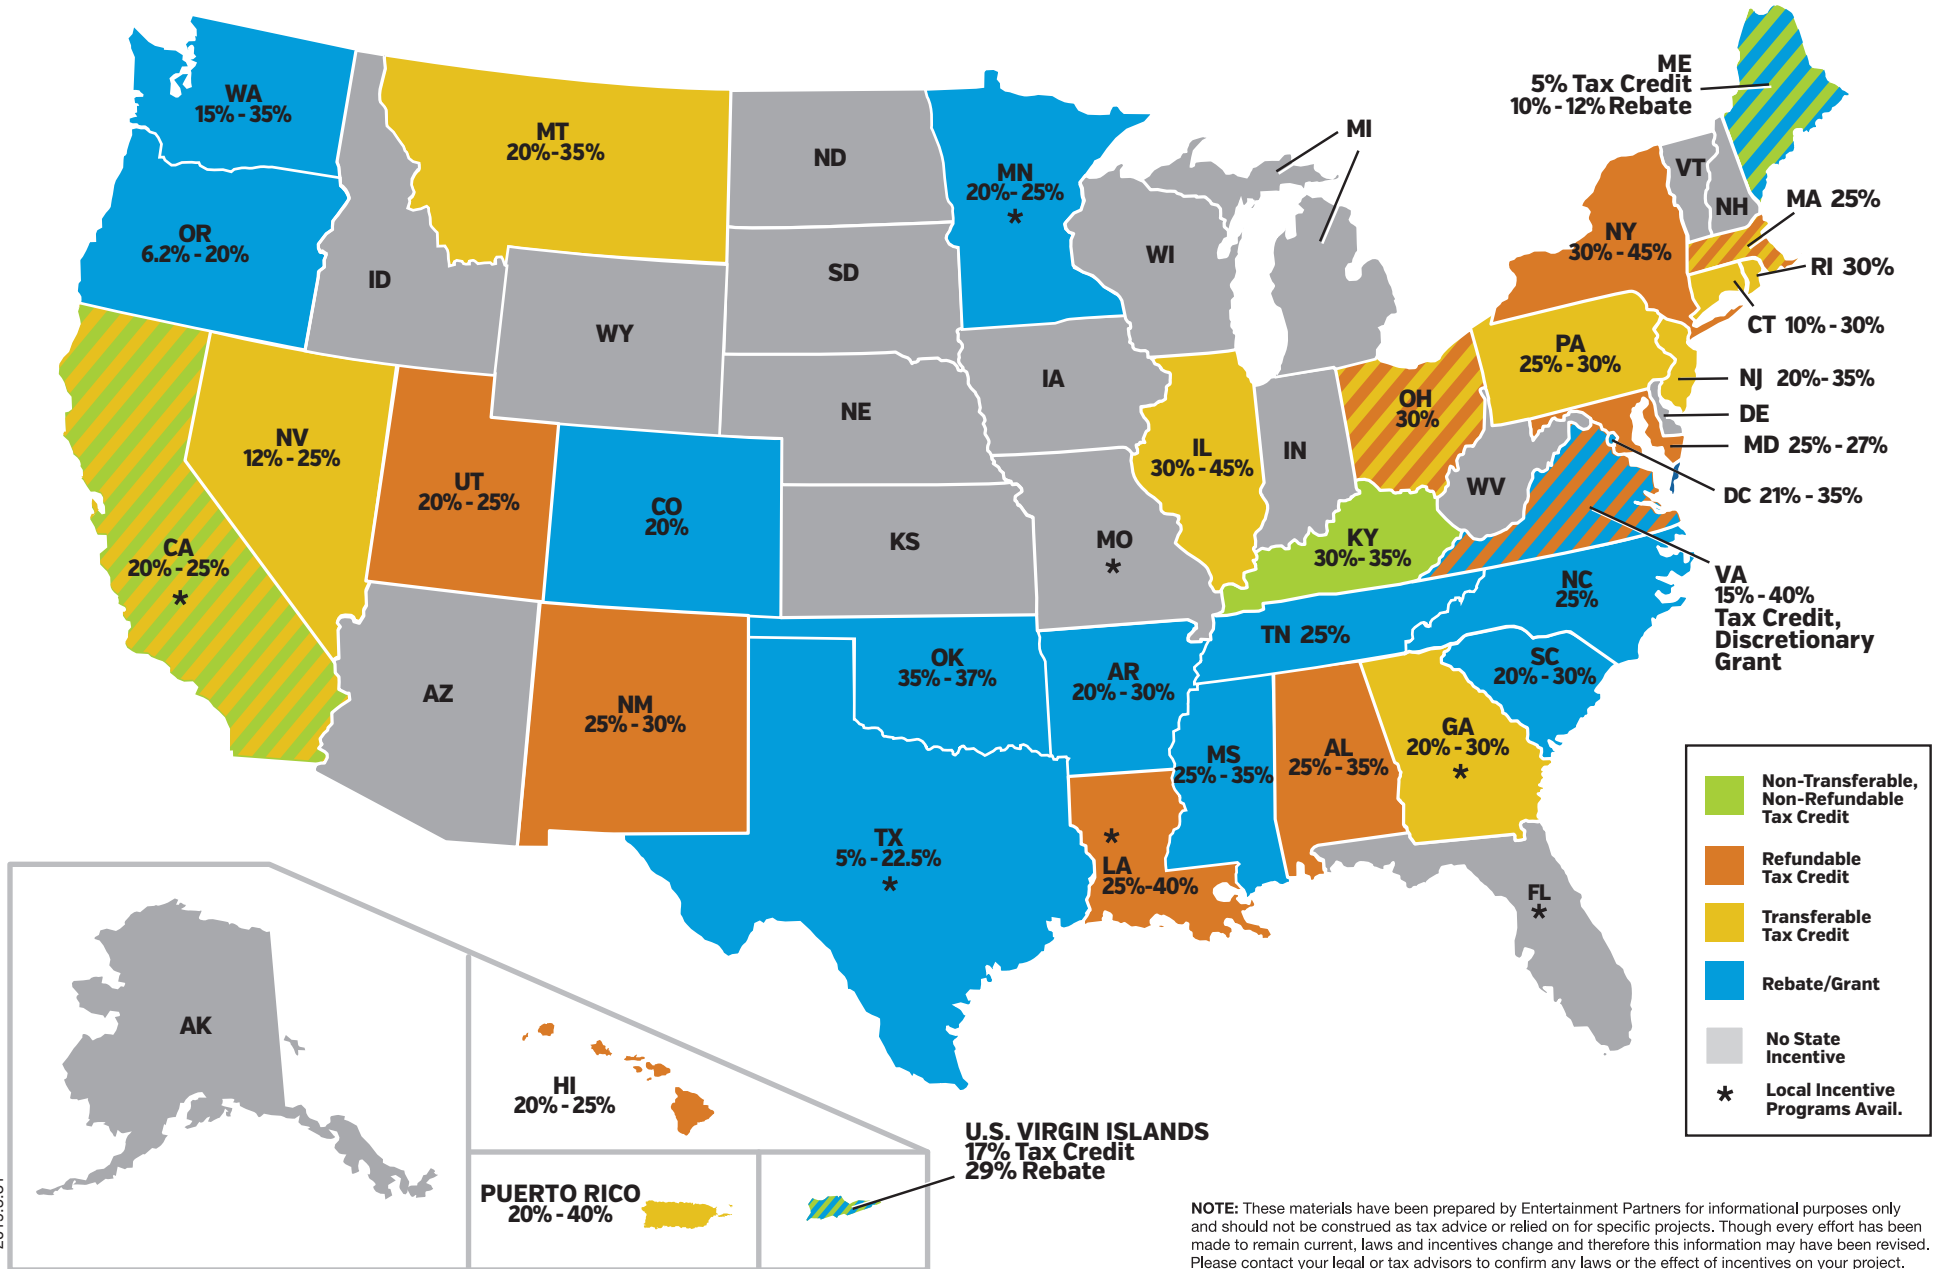 WA
15% - 35%
MT
20%-35%
ND
MN
20%- 25%
*
MI
ME
5% Tax Credit
10% - 12% Rebate
VT
NH
MA 25%
OR
6.2% - 20%
ID
SD
WI
NY
30% - 45%
RI 30%
WY
CT 10% - 30%
PA
25% - 30%
IA
NJ 20%- 35%
NE
OH
30%
DE
NV
12% - 25%
IL
30% - 45%
IN
MD 25% - 27%
UT
20% - 25%
WV
DC 21% - 35%
CO
20%
KS
MO
*
KY
30%- 35%
CA
20% - 25%
*
VA
15% - 40%
Tax Credit,
Discretionary
Grant
NC
25%
TN 25%
OK
35% - 37%
AR
20% - 30%
SC
20% - 30%
AZ
NM
25% - 30%
GA
20% - 30%
*
MS
25% - 35%
AL
25% - 35%
TX
5% - 22.5%
*
*
LA
25%-40%
FL
*
Non-Transferable,
Non-Refundable
Tax Credit
Refundable
Tax Credit
Transferable
Tax Credit
Rebate/Grant
No State
Incentive
* Local Incentive
Programs Avail.
AK
HI
20% - 25%
U.S. VIRGIN ISLANDS
17% Tax Credit
29% Rebate
PUERTO RICO
20% - 40%
NOTE: These materials have been prepared by Entertainment Partners for informational purposes only
and should not be construed as tax advice or relied on for specific projects. Though every effort has been
made to remain current, laws and incentives change and therefore this information may have been revised.
Please contact your legal or tax advisors to confirm any laws or the effect of incentives on your project.